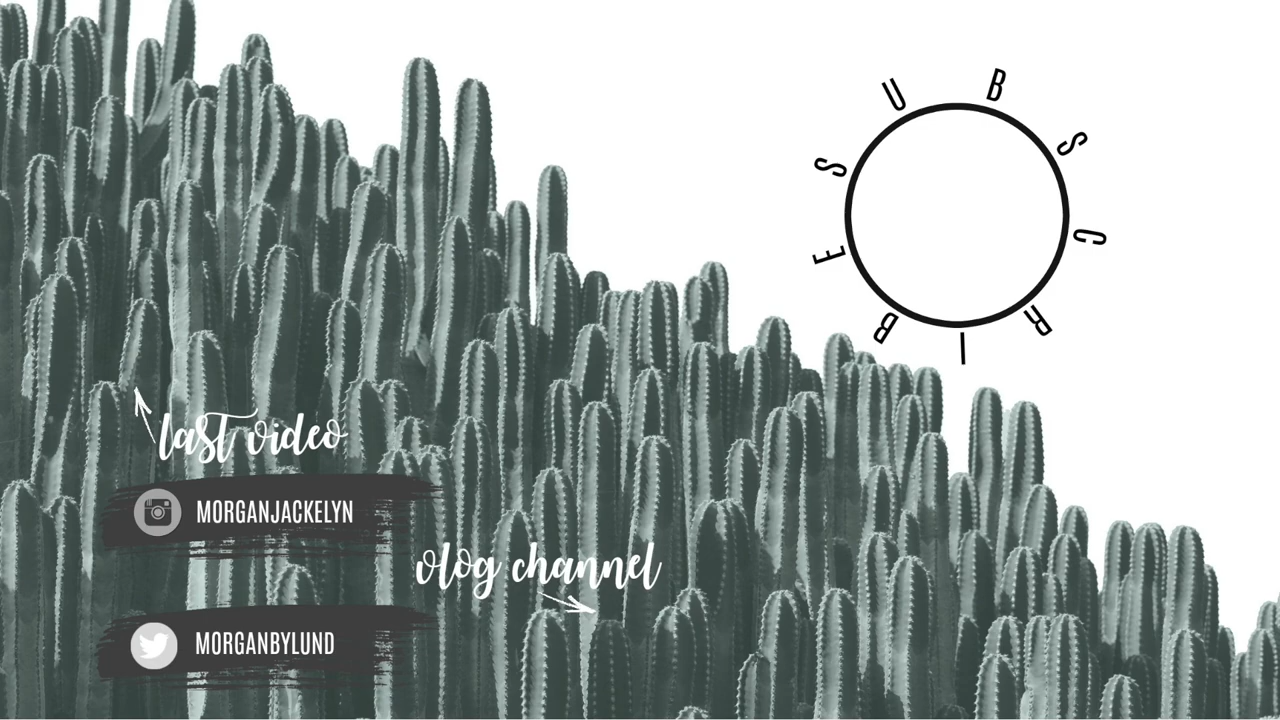 SUBSCRIBE
last video
MORGANJACKELYN
vlog channel
MORGANBYLUND